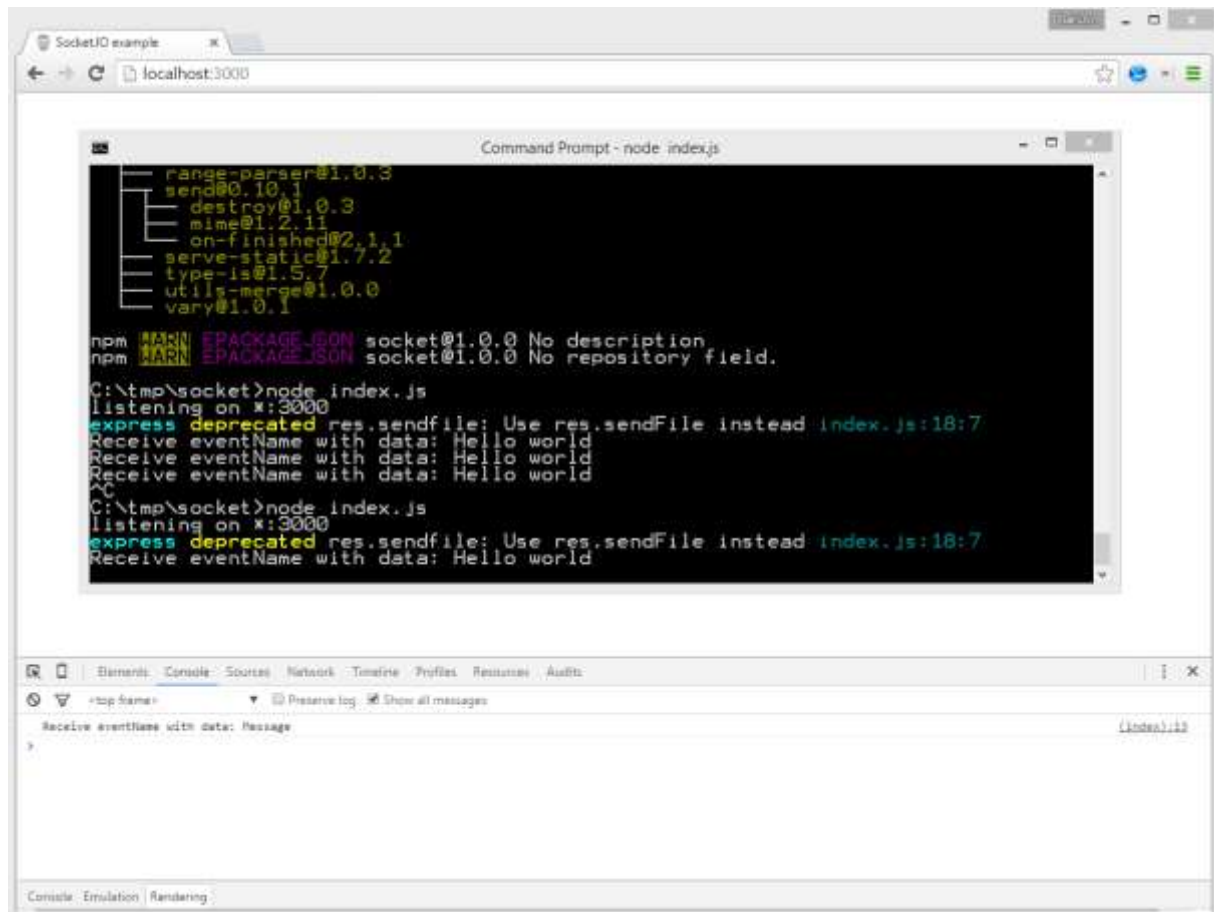 SocketIO example
localhost:3000
Command Prompt - node index.js
range-parser@1.0.3
send@0.10.1
destroy@1.0.3
mime@1.2.11
on-finished@2.1.1
serve-static@1.7.2
type-is@1.5.7
utils-merge@1.0.0
vary@1.0.1
npm WARN EPACKAGEJSON socket@1.0.0 No description
npm WARN EPACKAGEJSON socket@1.0.0 No repository field.
C:\tmp\socket>node index.js
listening on *:3000
express deprecated res.sendfile: Use res.sendFile instead index.js:18:7
Receive eventName with data: Hello world
Receive eventName with data: Hello world
Receive eventName with data: Hello world
^C
C:\tmp\socket>node index.js
listening on *:3000
express deprecated res.sendfile: Use res.sendFile instead index.js:18:7
Receive eventName with data: Hello world
Elements Console Sources Network Timeline Profiles Resources Audits
<top frame> Preserve log Show all messages
Receive eventName with data: Message (index):13
>
Console Emulation Rendering